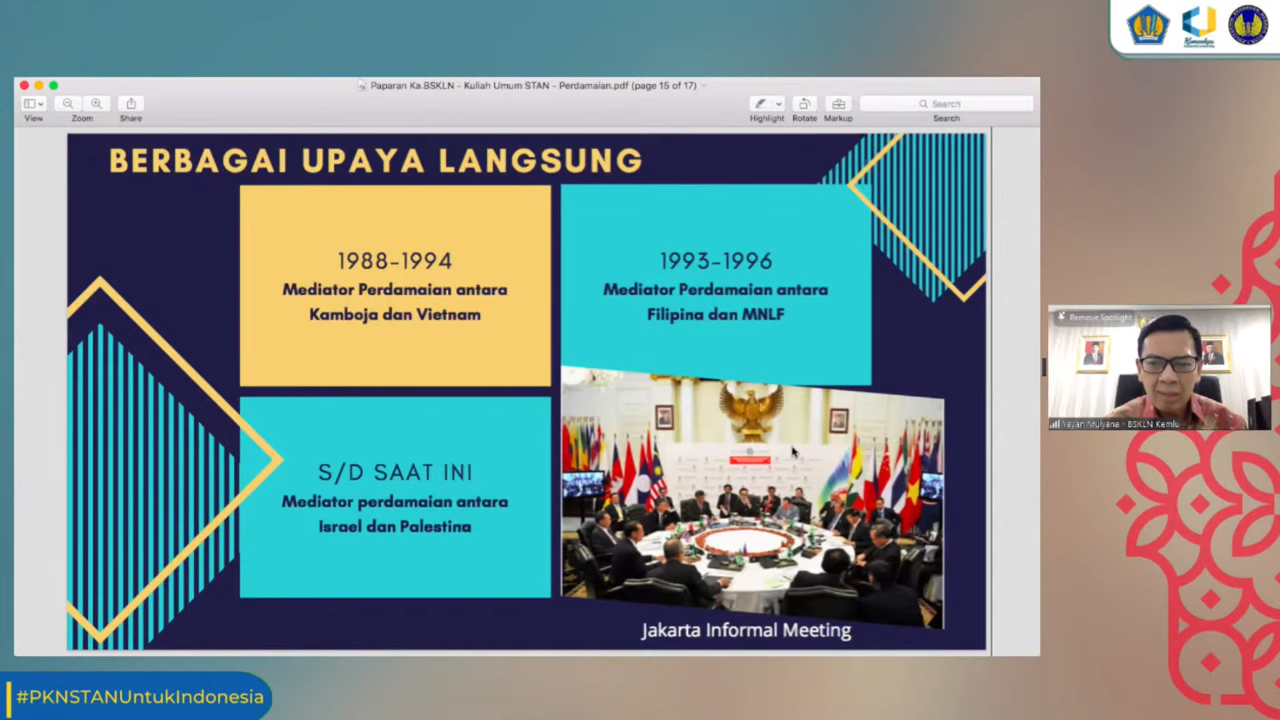 Paparan Ka.BSKLN - Kuliah Umum STAN - Perdamaian.pdf (page 15 of 17)
View
Zoom
Share
Highlight
Rotate
Markup
Search
Search
BERBAGAI UPAYA LANGSUNG
1988-1994
Mediator Perdamaian antara
Kamboja dan Vietnam
1993-1996
Mediator Perdamaian antara
Filipina dan MNLF
S/D SAAT INI
Mediator perdamaian antara
Israel dan Palestina
Jakarta Informal Meeting
Remove Spotlight
Yayan Mulyana - BSKLN Kemlu
#PKNSTANUntukIndonesia